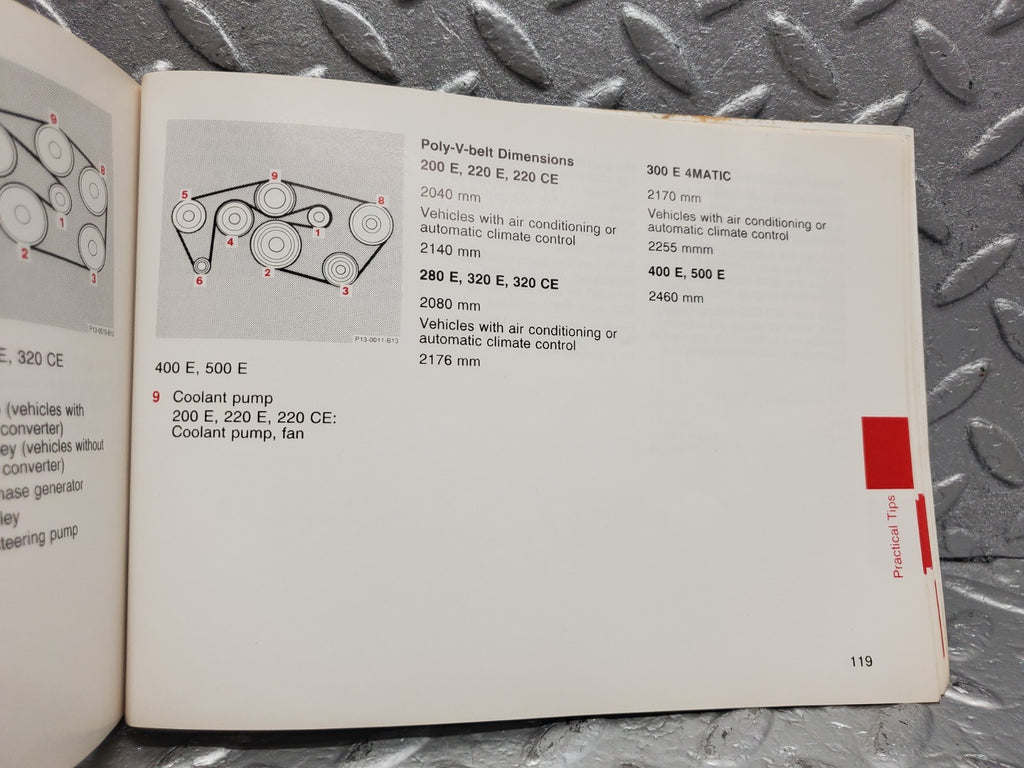 9
8
1
2
3
P13-0016-B13
E, 320 CE
(vehicles with
converter)
ey (vehicles without
converter)
hase generator
ley
teering pump
5
9
8
4
1
6
2
3
P13-0011-B13
400 E, 500 E
9 Coolant pump
200 E, 220 E, 220 CE:
Coolant pump, fan
Poly-V-belt Dimensions
200 E, 220 E, 220 CE
2040 mm
Vehicles with air conditioning or
automatic climate control
2140 mm
280 E, 320 E, 320 CE
2080 mm
Vehicles with air conditioning or
automatic climate control
2176 mm
300 E 4MATIC
2170 mm
Vehicles with air conditioning or
automatic climate control
2255 mmm
400 E, 500 E
2460 mm
Practical Tips
119